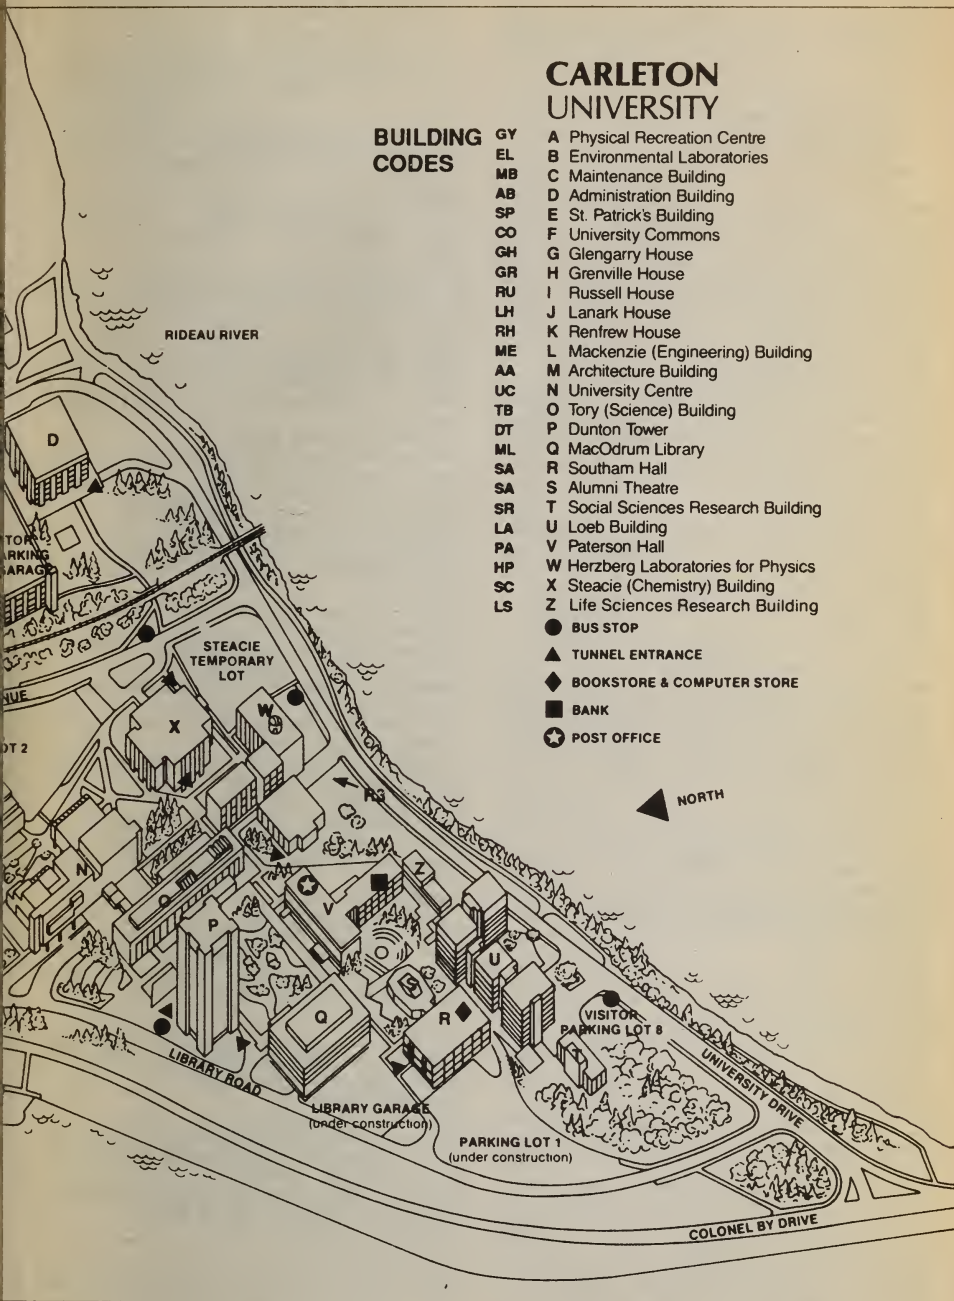 CARLETON
UNIVERSITY
BUILDING
CODES
GY A Physical Recreation Centre
EL B Environmental Laboratories
MB C Maintenance Building
AB D Administration Building
SP E St. Patrick's Building
CO F University Commons
GH G Glengarry House
GR H Grenville House
RU I Russell House
LH J Lanark House
RH K Renfrew House
ME L Mackenzie (Engineering) Building
AA M Architecture Building
UC N University Centre
TB O Tory (Science) Building
DT P Dunton Tower
ML Q MacOdrum Library
SA R Southam Hall
SA S Alumni Theatre
SR T Social Sciences Research Building
LA U Loeb Building
PA V Paterson Hall
HP W Herzberg Laboratories for Physics
SC X Steacie (Chemistry) Building
LS Z Life Sciences Research Building
BUS STOP
TUNNEL ENTRANCE
BOOKSTORE & COMPUTER STORE
BANK
POST OFFICE
NORTH
RIDEAU RIVER
D
TOR
ARKING
GARAGE
STEACIE
TEMPORARY
LOT
NUE
X
W
OT 2
R3
N
O
Z
V
P
S
U
Q
R
VISITOR
PARKING LOT 8
T
LIBRARY ROAD
UNIVERSITY DRIVE
LIBRARY GARAGE
(under construction)
PARKING LOT 1
(under construction)
COLONEL BY DRIVE